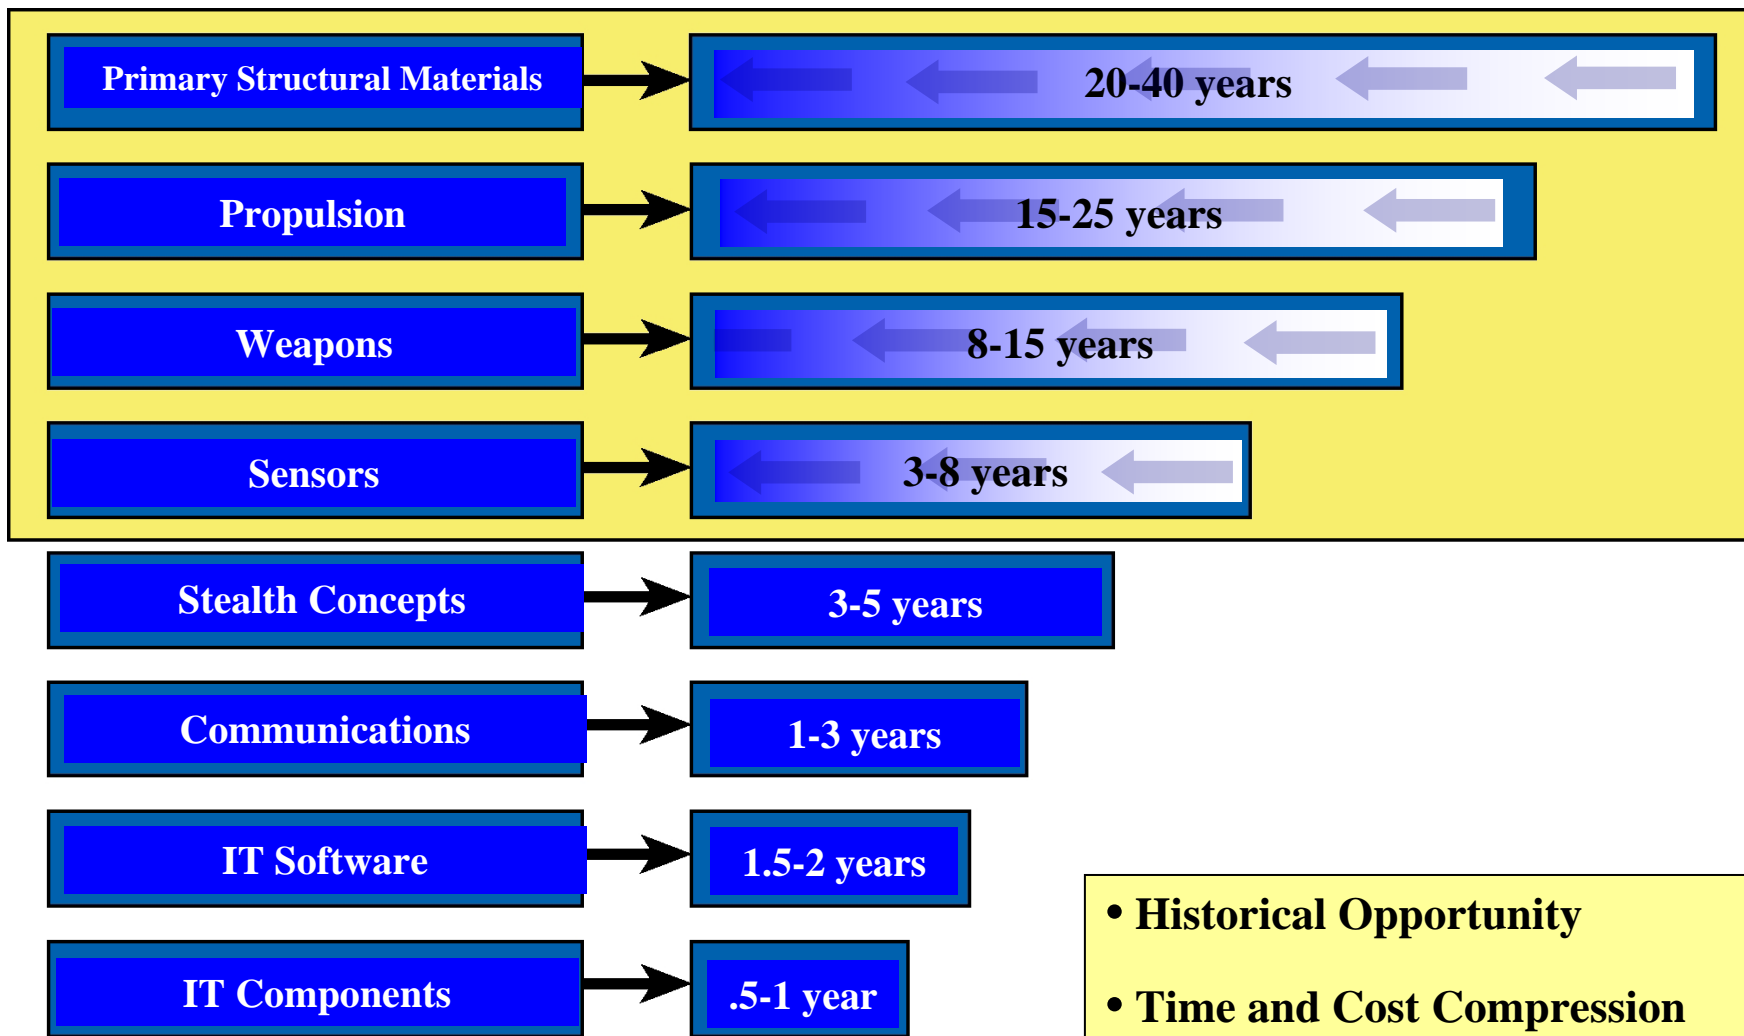 Primary Structural Materials
20-40 years
Propulsion
15-25 years
Weapons
8-15 years
Sensors
3-8 years
Stealth Concepts
3-5 years
Communications
1-3 years
IT Software
1.5-2 years
IT Components
.5-1 year
• Historical Opportunity
• Time and Cost Compression